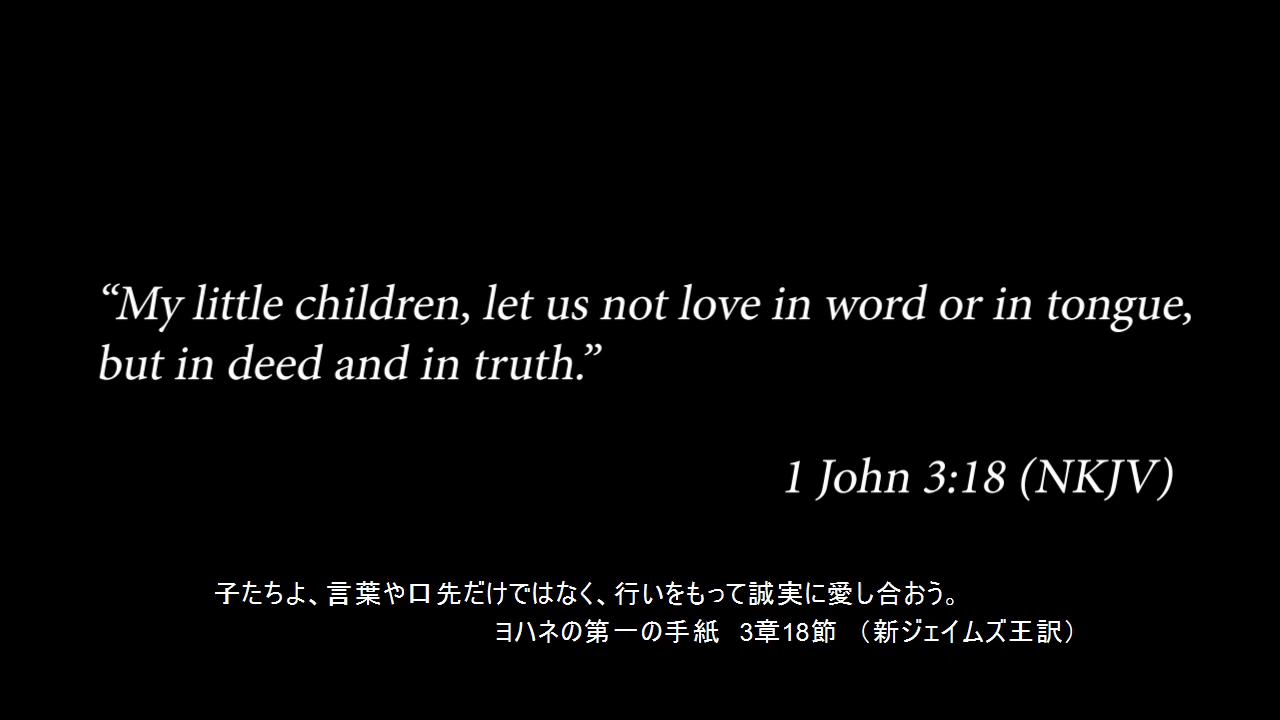 “My little children, let us not love in word or in tongue,
but in deed and in truth.”
1 John 3:18 (NKJV)
子たちよ、言葉や口先だけではなく、行いをもって誠実に愛し合おう。
ヨハネの第一の手紙　3章18節　（新ジェイムズ王訳）